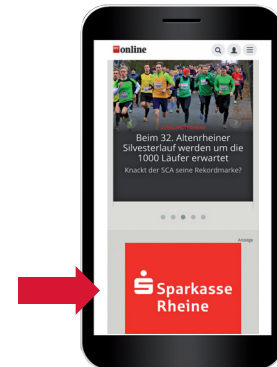 online
Beim 32. Altenrheiner
Silvesterlauf werden um die
1000 Läufer erwartet
Knackt der SCA seine Rekordmarke?
Anzeige
Sparkasse
Rheine